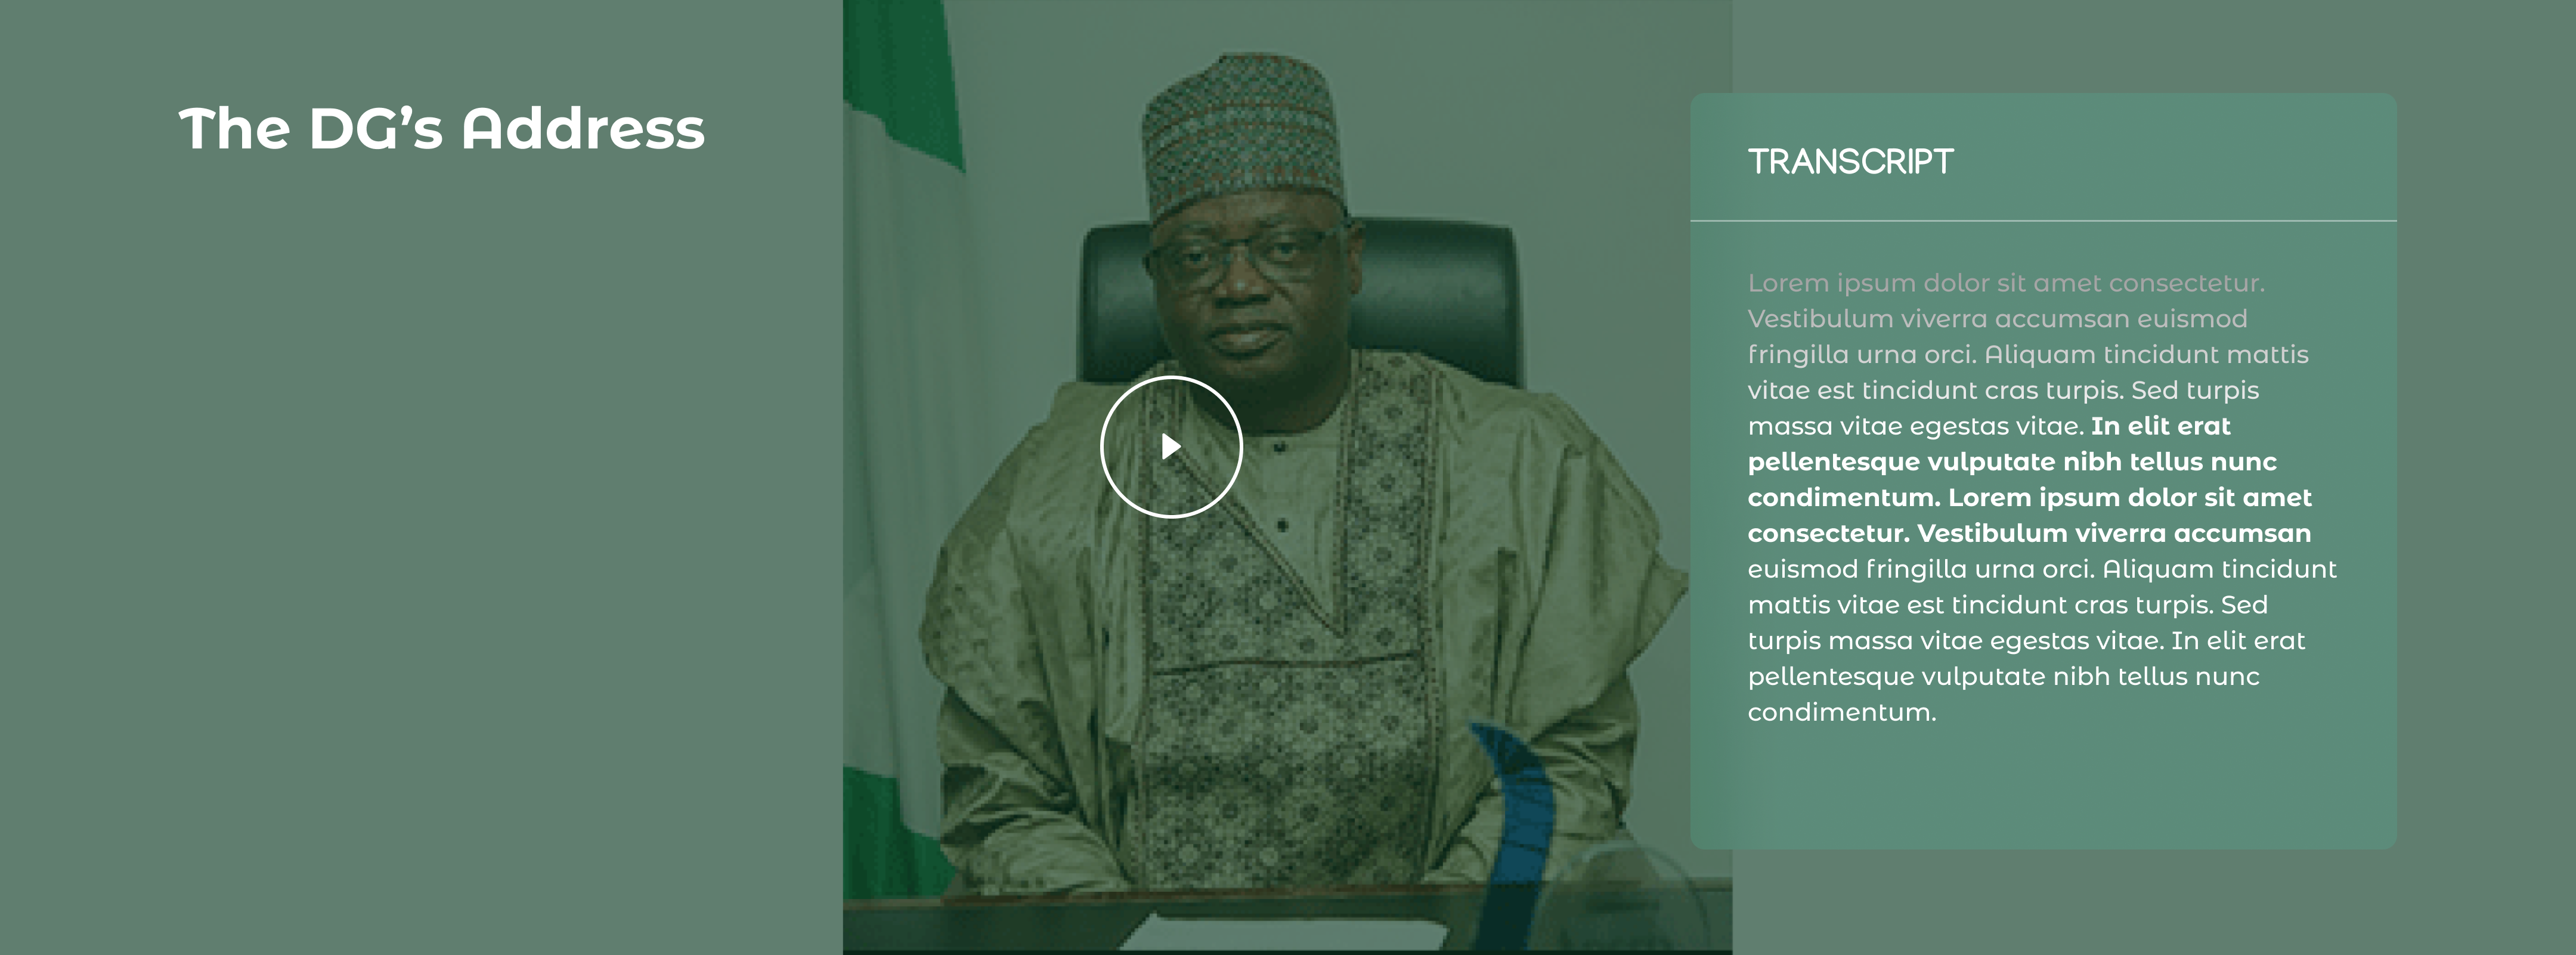 The DG’s Address
TRANSCRIPT
Lorem ipsum dolor sit amet consectetur.
Vestibulum viverra accumsan euismod
fringilla urna orci. Aliquam tincidunt mattis
vitae est tincidunt cras turpis. Sed turpis
massa vitae egestas vitae. In elit erat
pellentesque vulputate nibh tellus nunc
condimentum. Lorem ipsum dolor sit amet
consectetur. Vestibulum viverra accumsan
euismod fringilla urna orci. Aliquam tincidunt
mattis vitae est tincidunt cras turpis. Sed
turpis massa vitae egestas vitae. In elit erat
pellentesque vulputate nibh tellus nunc
condimentum.